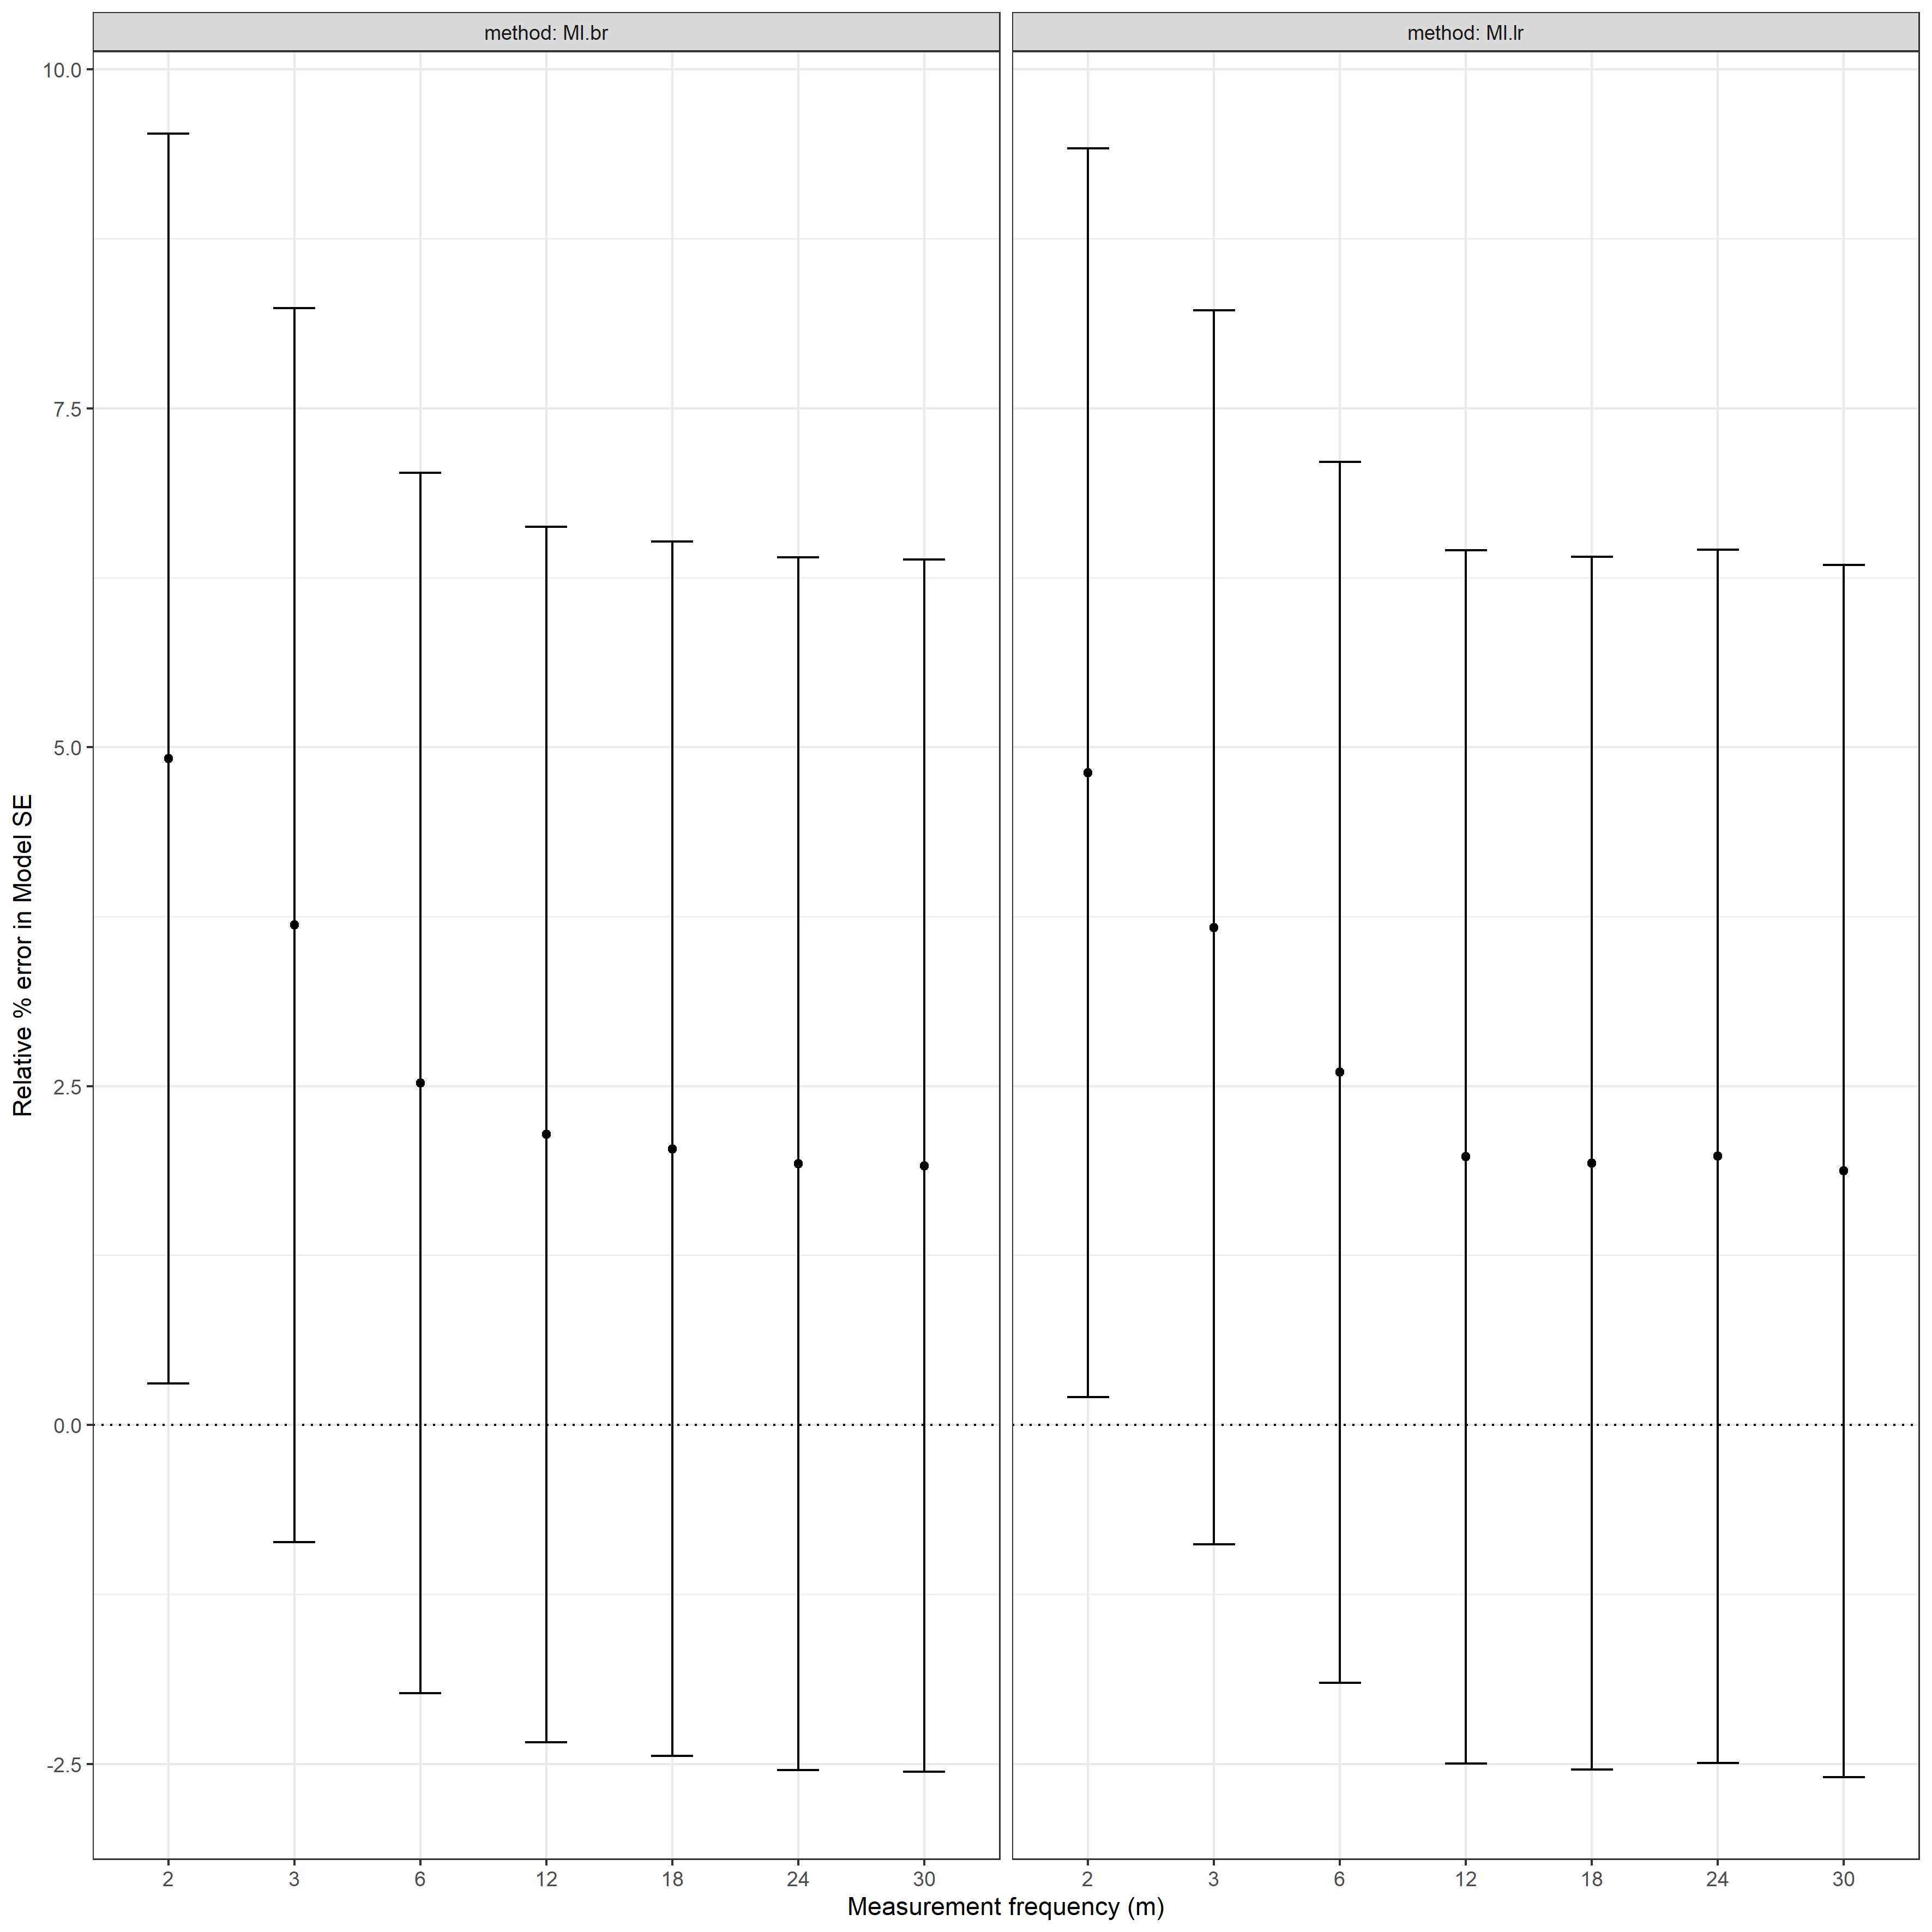 method: MI.br
method: MI.lr
10.0
7.5
5.0
2.5
0.0
-2.5
Relative % error in Model SE
2 3 6 12 18 24 30
2 3 6 12 18 24 30
Measurement frequency (m)